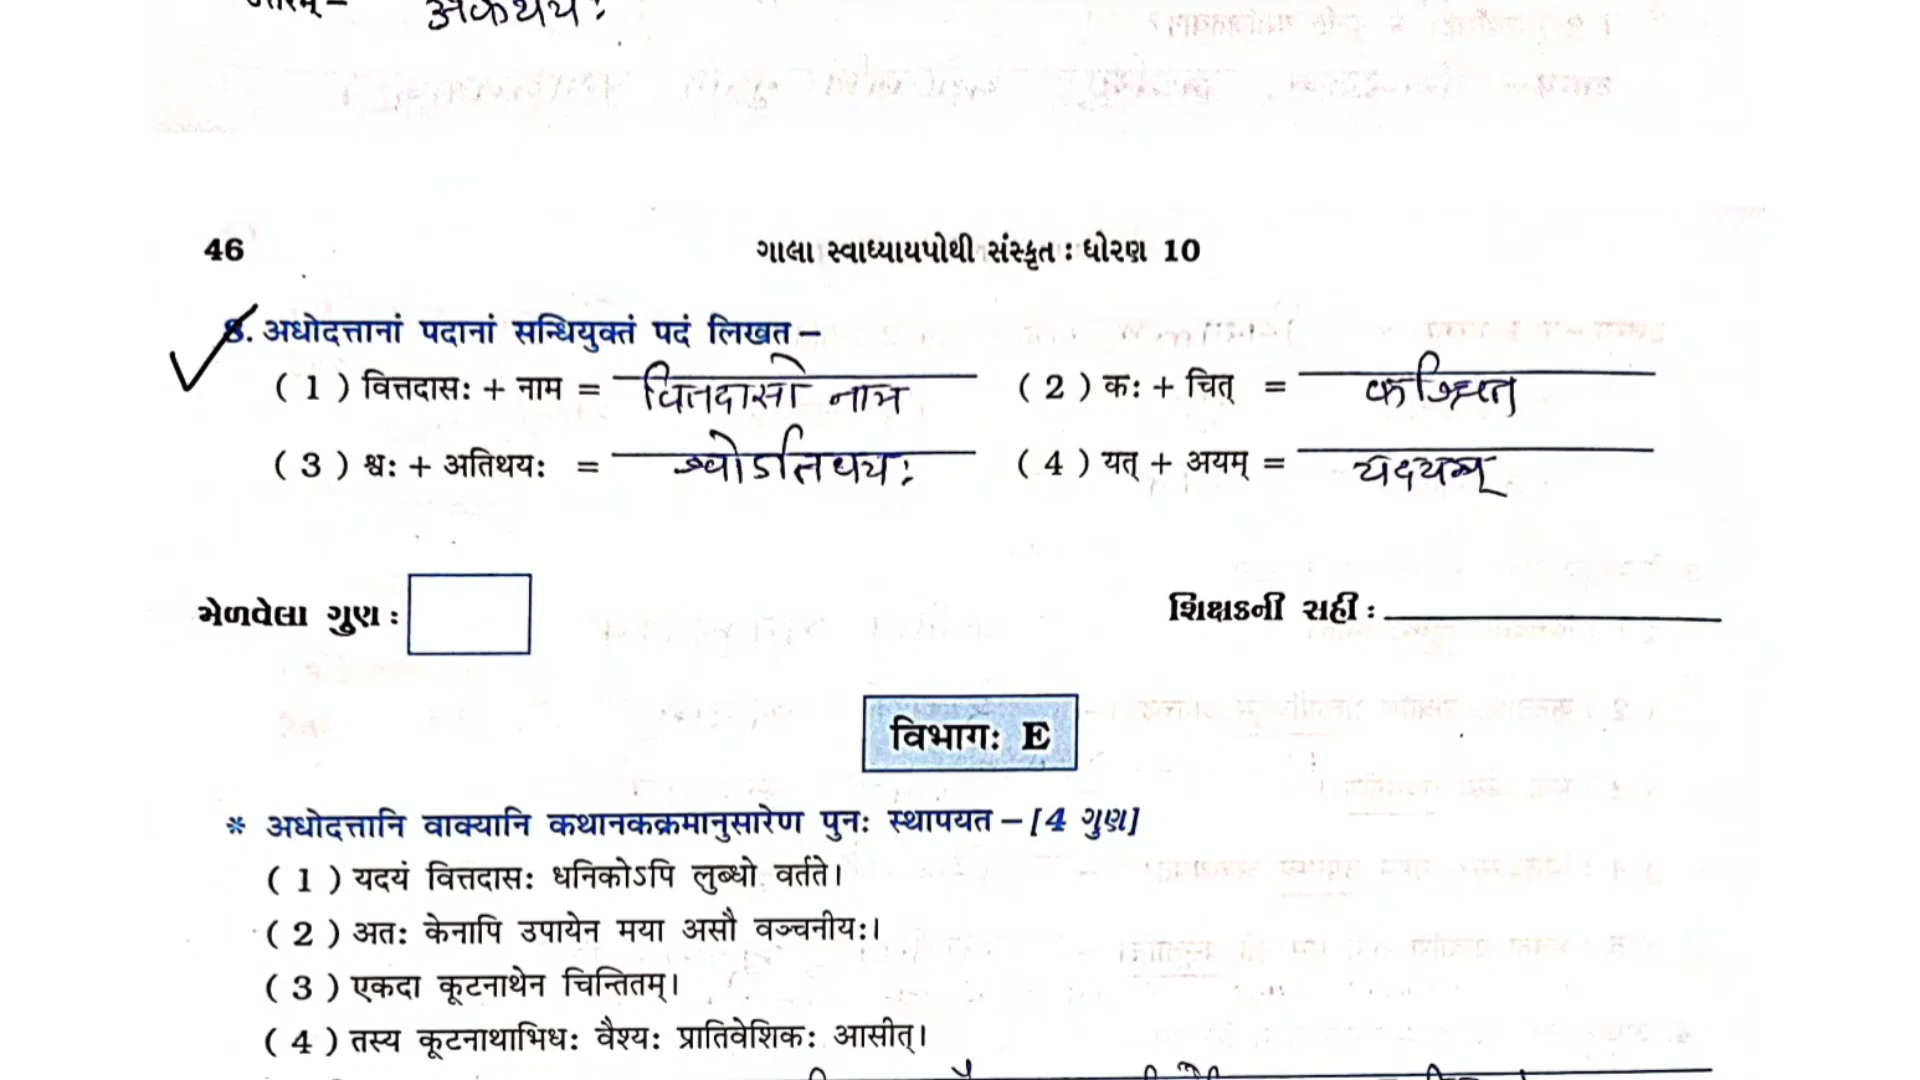 अकथयः
46 ગાલા સ્વાધ્યાયપોથી સંસ્કૃત : ધોરણ 10
8. अधोदत्तानां पदानां सन्धियुक्तं पदं लिखत –
( 1 ) वित्तदासः + नाम = वित्तदासो नाम ( 2 ) कः + चित् = कश्चित्
( 3 ) श्वः + अतिथयः = श्वोऽतिथयः ( 4 ) यत् + अयम् = यदयम्
મેળવેલા ગુણ : શિક્ષકની સહી :
विभागः E
* अधोदत्तानि वाक्यानि कथानकक्रमानुसारेण पुनः स्थापयत – [4 ગુણ]
( 1 ) यदयं वित्तदासः धनिकोऽपि लुब्धो वर्तते।
( 2 ) अतः केनापि उपायेन मया असौ वञ्चनीयः।
( 3 ) एकदा कूटनाथेन चिन्तितम्।
( 4 ) तस्य कूटनाथाभिधः वैश्यः प्रातिवेशिकः आसीत्।